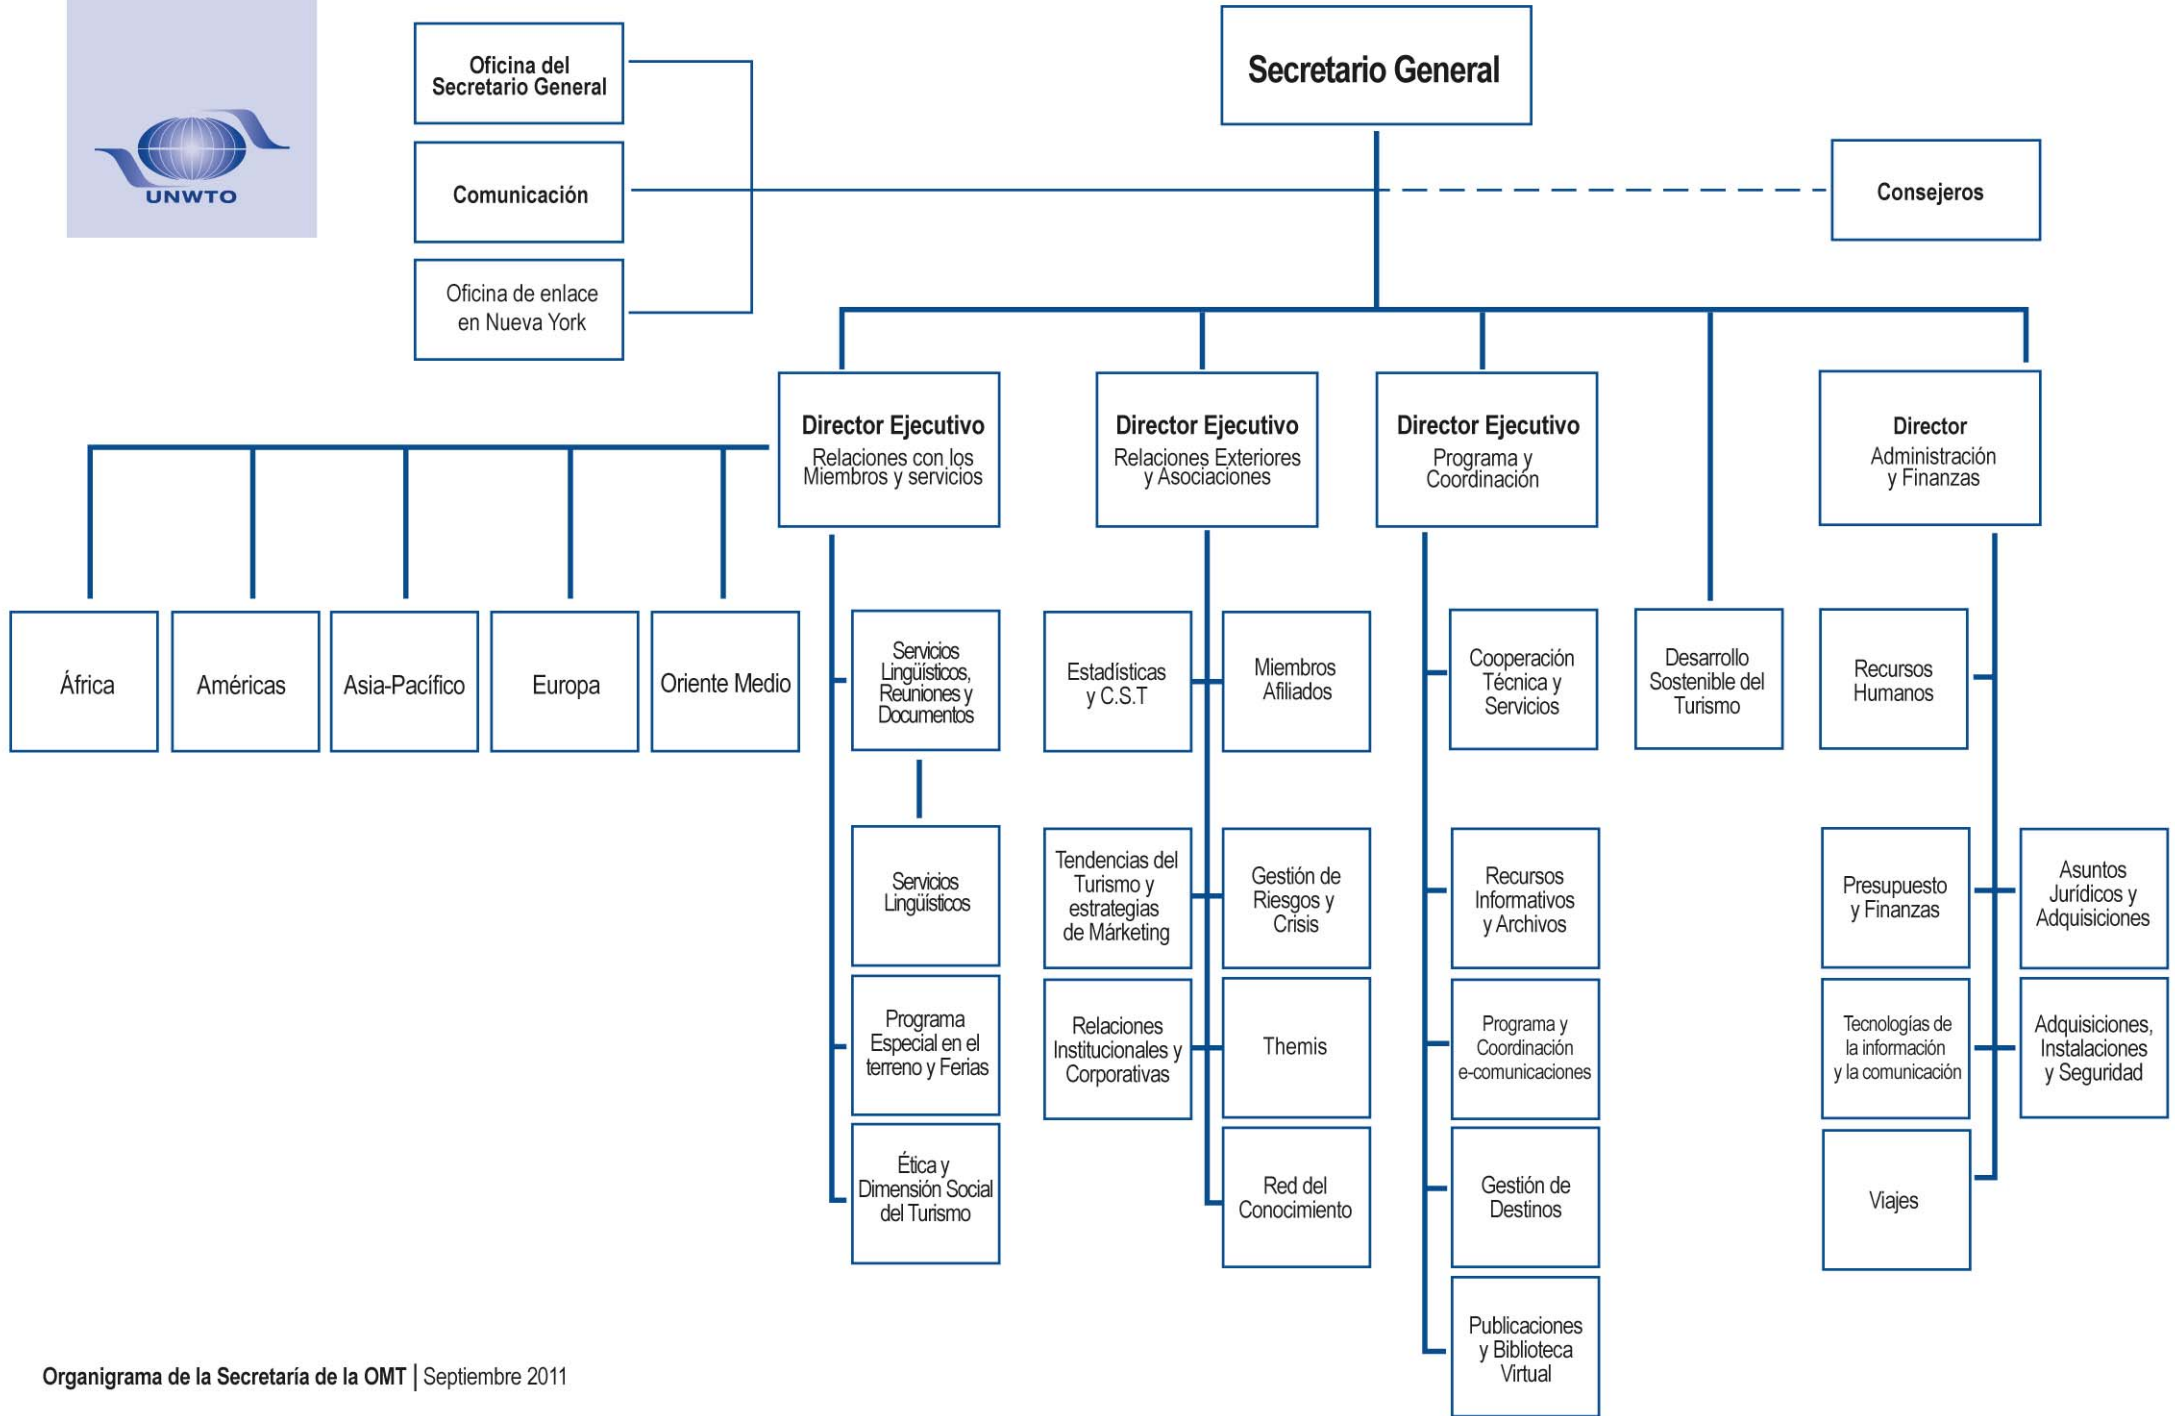 UNWTO
Oficina del
Secretario General
Comunicación
Oficina de enlace
en Nueva York
Secretario General
Consejeros
Director Ejecutivo
Relaciones con los
Miembros y servicios
Director Ejecutivo
Relaciones Exteriores
y Asociaciones
Director Ejecutivo
Programa y
Coordinación
Director
Administración
y Finanzas
África
Américas
Asia-Pacífico
Europa
Oriente Medio
Servicios
Lingüísticos,
Reuniones y
Documentos
Estadísticas
y C.S.T
Miembros
Afiliados
Cooperación
Técnica y
Servicios
Desarrollo
Sostenible del
Turismo
Recursos
Humanos
Servicios
Lingüísticos
Tendencias del
Turismo y
estrategias
de Márketing
Gestión de
Riesgos y
Crisis
Recursos
Informativos
y Archivos
Presupuesto
y Finanzas
Asuntos
Jurídicos y
Adquisiciones
Programa
Especial en el
terreno y Ferias
Relaciones
Institucionales y
Corporativas
Themis
Programa y
Coordinación
e-comunicaciones
Tecnologías de
la información
y la comunicación
Adquisiciones,
Instalaciones
y Seguridad
Ética y
Dimensión Social
del Turismo
Red del
Conocimiento
Gestión de
Destinos
Viajes
Publicaciones
y Biblioteca
Virtual
Organigrama de la Secretaría de la OMT | Septiembre 2011